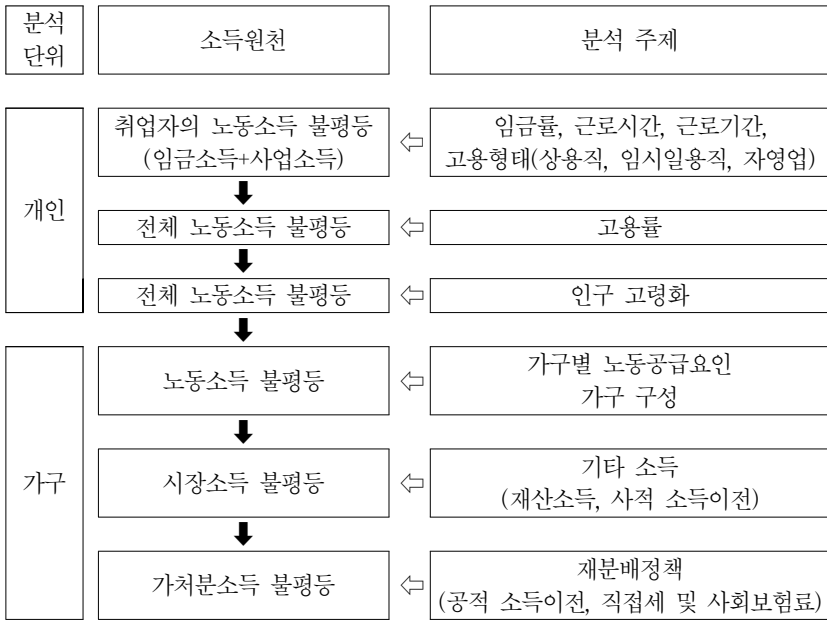 분석
단위
소득원천
분석 주제
개인
취업자의 노동소득 불평등
(임금소득+사업소득)
임금률, 근로시간, 근로기간,
고용형태(상용직, 임시일용직, 자영업)
전체 노동소득 불평등
고용률
전체 노동소득 불평등
인구 고령화
가구
노동소득 불평등
가구별 노동공급요인
가구 구성
시장소득 불평등
기타 소득
(재산소득, 사적 소득이전)
가처분소득 불평등
재분배정책
(공적 소득이전, 직접세 및 사회보험료)